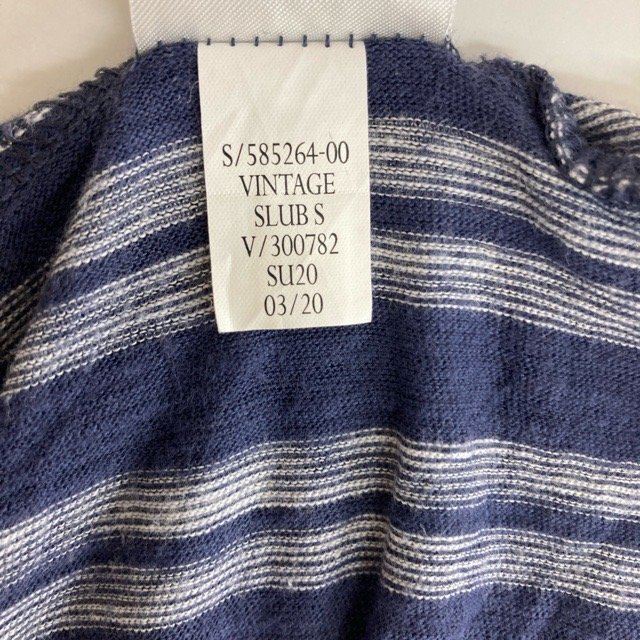 S/585264-00
VINTAGE
SLUB S
V/300782
SU20
03/20